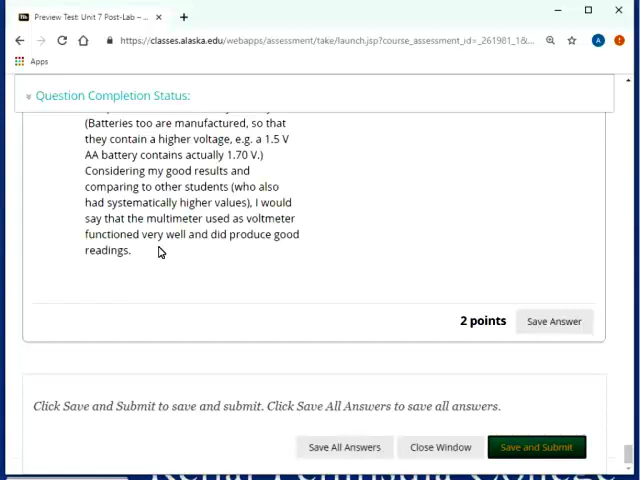 Preview Test: Unit 7 Post-Lab – ...
https://classes.alaska.edu/webapps/assessment/take/launch.jsp?course_assessment_id=_261981_1&...
A
Apps
Question Completion Status:
(Batteries too are manufactured, so that
they contain a higher voltage, e.g. a 1.5 V
AA battery contains actually 1.70 V.)
Considering my good results and
comparing to other students (who also
had systematically higher values), I would
say that the multimeter used as voltmeter
functioned very well and did produce good
readings.
2 points
Save Answer
Click Save and Submit to save and submit. Click Save All Answers to save all answers.
Save All Answers
Close Window
Save and Submit
Kenai Peninsula College